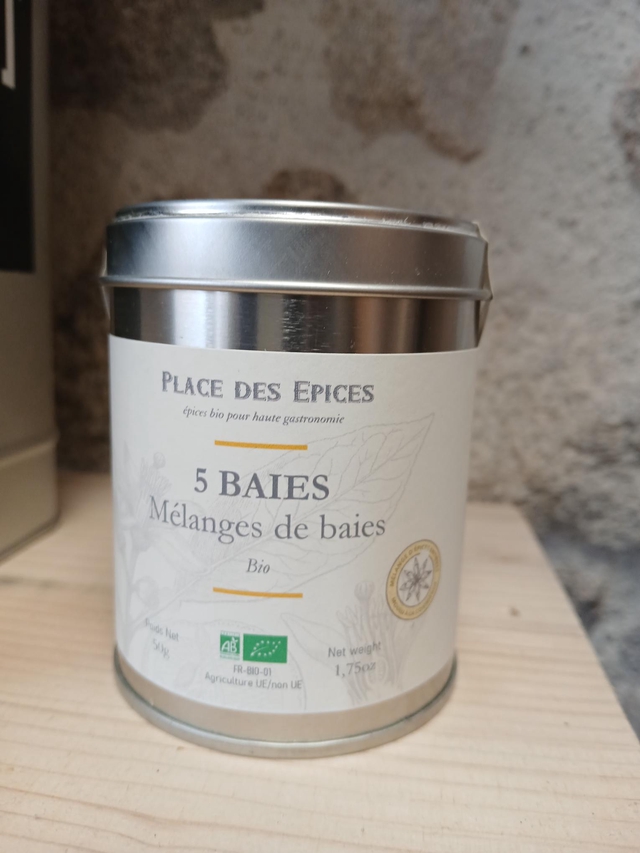 PLACE DES EPICES
épices bio pour haute gastronomie
5 BAIES
Mélanges de baies
Bio
Poids Net
50g
AB
FR-BIO-01
Agriculture UE/non UE
Net weight
1,75oz